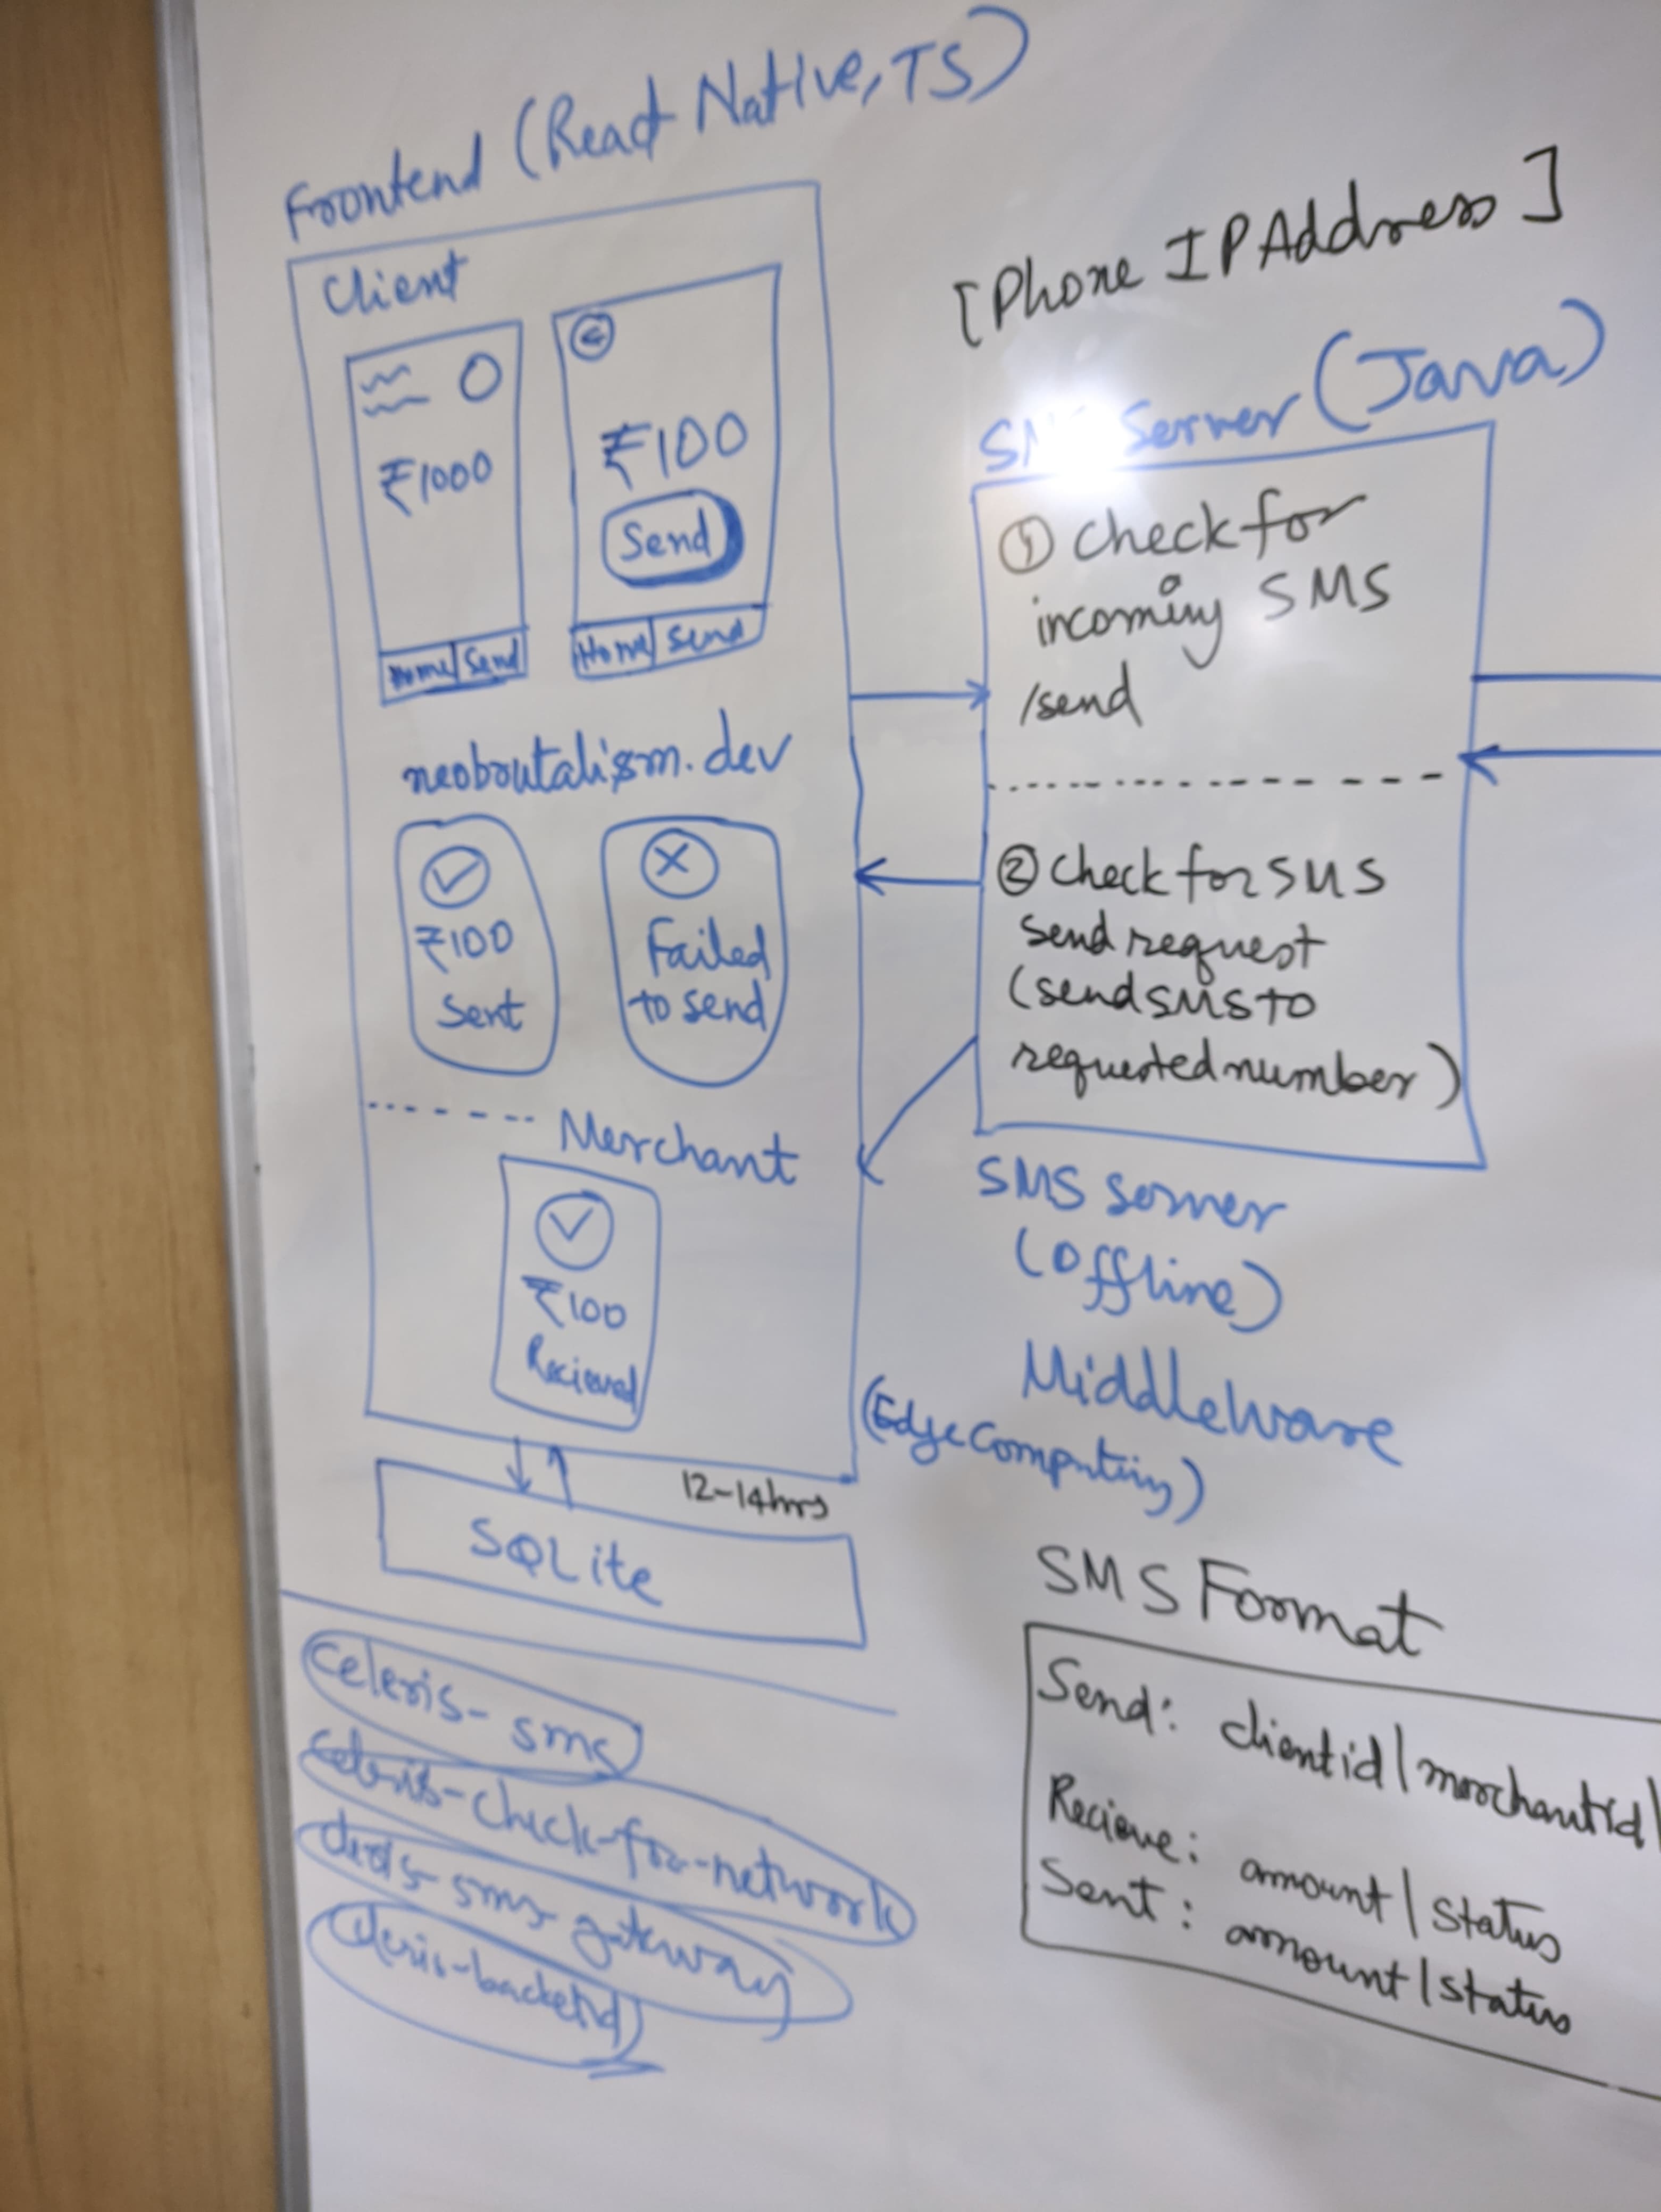 Frontend (React Native, TS)
Client
₹1000
Home Send
₹100
Send
Home Send
neobrutalism.dev
₹100
Sent
Failed
to send
Merchant
₹100
Recieved
12-14hrs
SQLite
celeris-sms
celeris-check-for-network
celeris-sms-gateway
celeris-backend
[Phone IP Address]
Server (Java)
① Check for
incoming SMS
/send
② Check for SMS
send request
(send SMS to
requested number)
SMS server
(Offline)
Middleware
(Edge Computing)
SMS Format
Send: clientid|merchantid|
Recieve: amount|status
Sent: amount|status